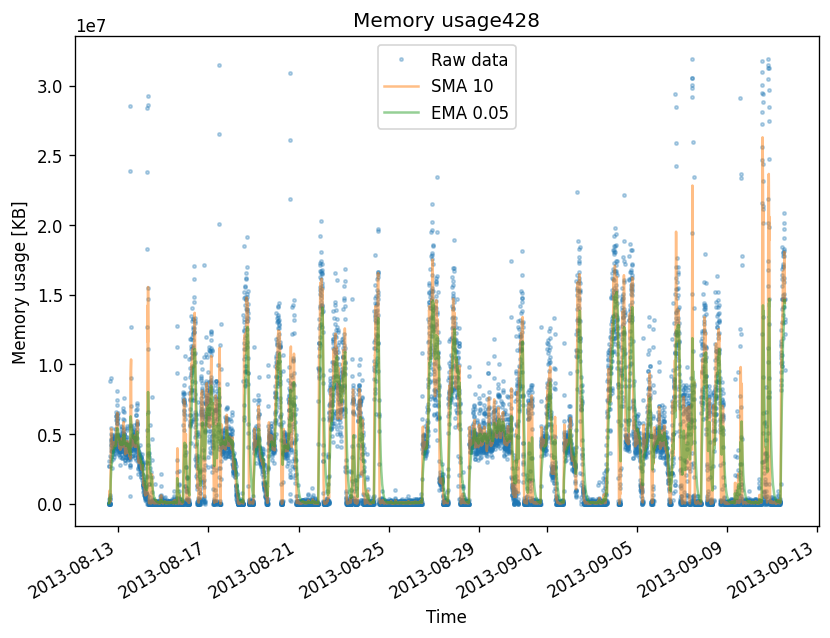 Memory usage428
1e7
Raw data
SMA 10
EMA 0.05
3.0
2.5
2.0
1.5
1.0
0.5
0.0
Memory usage [KB]
2013-08-13
2013-08-17
2013-08-21
2013-08-25
2013-08-29
2013-09-01
2013-09-05
2013-09-09
2013-09-13
Time